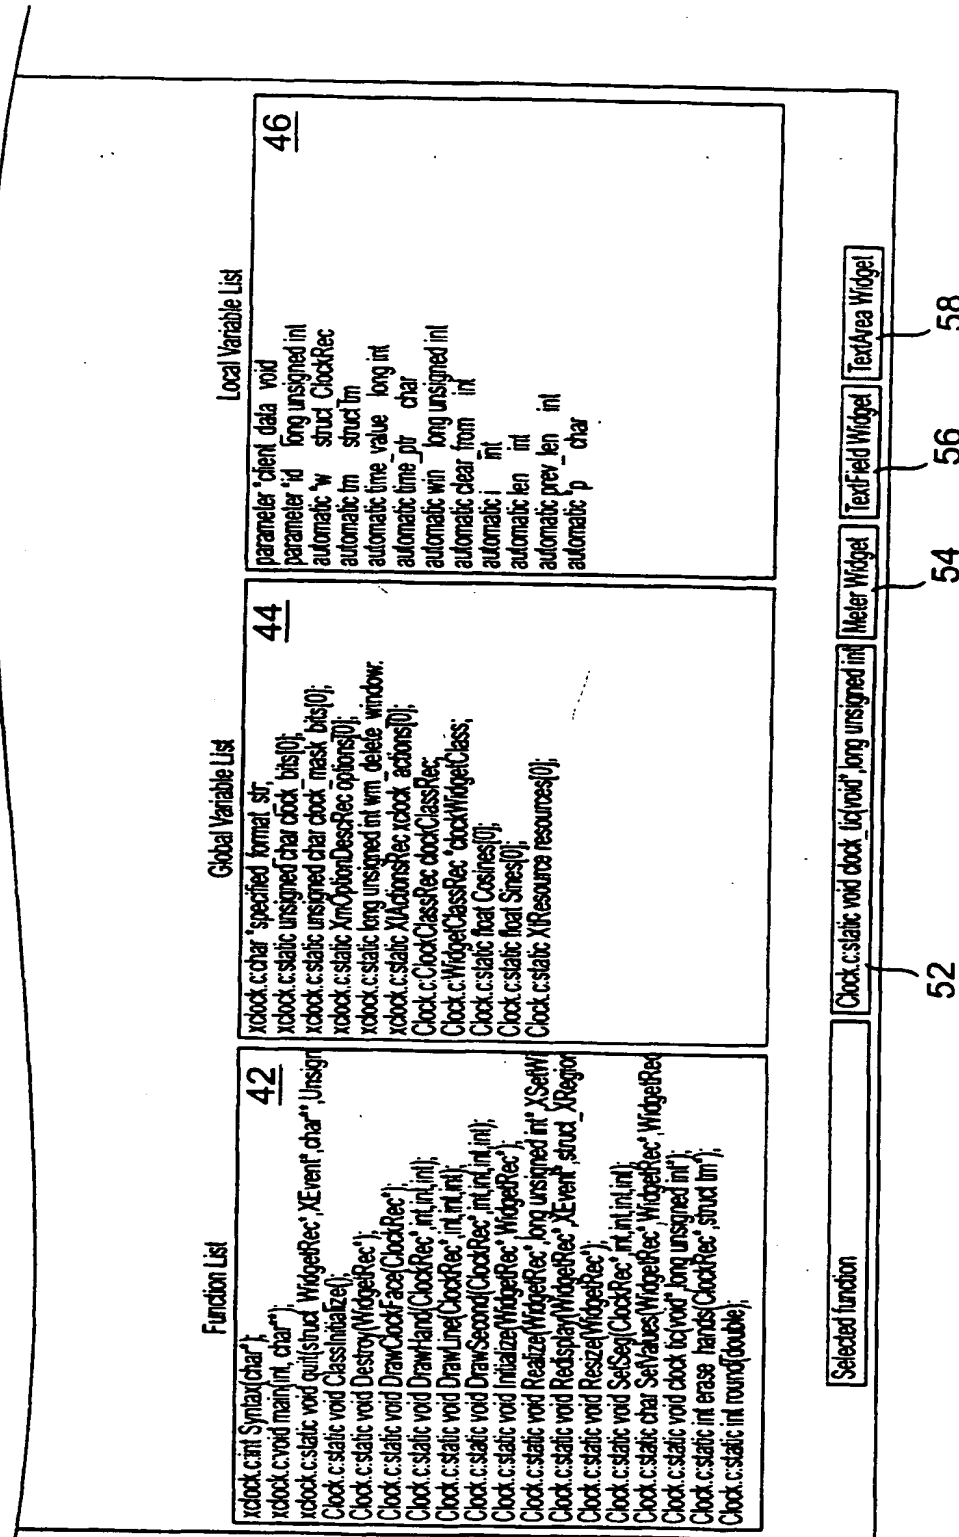 Function List
42
xclock.c:int Syntax(char*);
xclock.c:void main(int, char**);
xclock.c:static void quit(struct_WidgetRec*,XEvent*,char**,Unsign
Clock.c:static void ClassInitialize();
Clock.c:static void Destroy(WidgetRec*);
Clock.c:static void DrawClockFace(ClockRec*);
Clock.c:static void DrawHand(ClockRec*,int,int,int);
Clock.c:static void DrawLine(ClockRec*,int,int,int);
Clock.c:static void DrawSecond(ClockRec*,int,int,int,int);
Clock.c:static void Initialize(WidgetRec*,WidgetRec*);
Clock.c:static void Realize(WidgetRec*,long unsigned int*,XSetWi
Clock.c:static void Redisplay(WidgetRec*,XEvent*,struct_XRegion
Clock.c:static void Resize(WidgetRec*);
Clock.c:static void SetSeg(ClockRec*,int,int,int,int);
Clock.c:static char SetValues(WidgetRec*,WidgetRec*,WidgetRec
Clock.c:static void clock_tic(void*,long unsigned int*);
Clock.c:static int erase_hands(ClockRec*,struct tm*);
Clock.c:static int round(double);
Global Variable List
44
xclock.c:char *specified_format_str;
xclock.c:static unsigned char clock_bits[0];
xclock.c:static unsigned char clock_mask_bits[0];
xclock.c:static XmOptionDescRec options[0];
xclock.c:static long unsigned int wm_delete_window;
xclock.c:static XtActionsRec xclock_actions[0];
Clock.c:ClockClassRec clockClassRec;
Clock.c:WidgetClassRec *clockWidgetClass;
Clock.c:static float Cosines[0];
Clock.c:static float Sines[0];
Clock.c:static XtResource resources[0];
Local Variable List
46
parameter *client_data void
parameter *id long unsigned int
automatic *w struct ClockRec
automatic tm struct tm
automatic time_value long int
automatic time_ptr char
automatic win long unsigned int
automatic clear_from int
automatic i int
automatic len int
automatic prev_len int
automatic *p char
Selected function
Clock.c:static void clock_tic(void*,long unsigned int
Meter Widget
TextField Widget
TextArea Widget
52
54
56
58